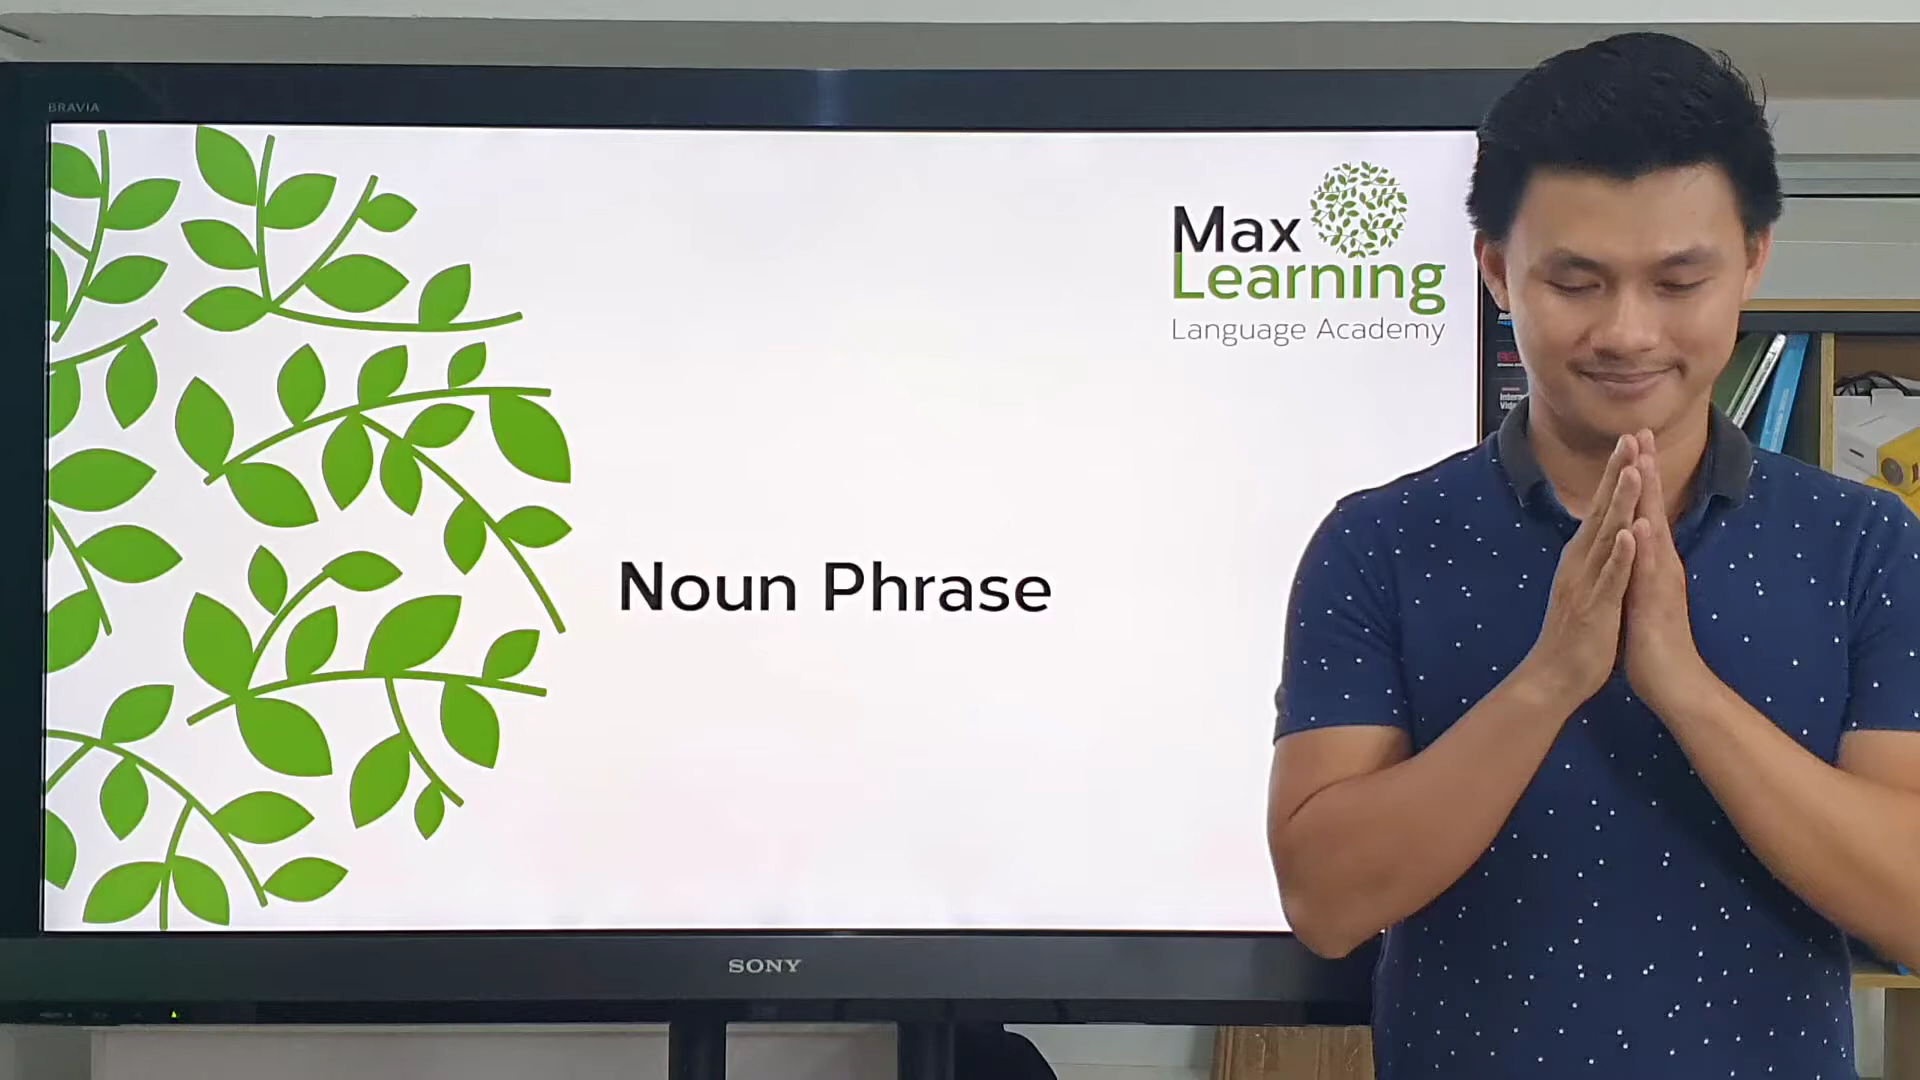 BRAVIA
Max
Learning
Language Academy
Noun Phrase
SONY